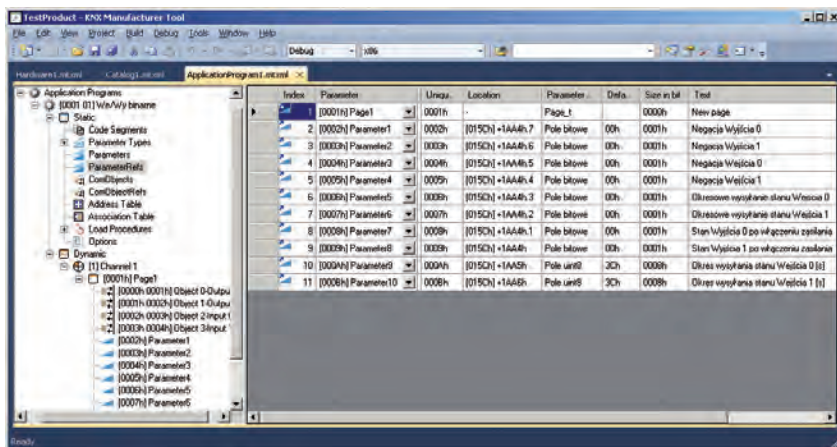 TestProduct - KNX Manufacturer Tool
File Edit View Project Build Debug Tools Window Help
Debug x86
Hardware1.mt.xml Catalog1.mt.xml ApplicationProgram1.mt.xml
Application Programs
[0001 01] We/Wy binarne
Static
Code Segments
Parameter Types
Parameters
ParameterRefs
ComObjects
ComObjectRefs
Address Table
Association Table
Load Procedures
Options
Dynamic
[1] Channel 1
[0001h] Page1
[0000h 0001h] Object 0-Outpu
[0001h 0002h] Object 1-Outpu
[0002h 0003h] Object 2-Input
[0003h 0004h] Object 3-Input
[0002h] Parameter1
[0003h] Parameter2
[0004h] Parameter3
[0005h] Parameter4
[0006h] Parameter5
[0007h] Parameter6
Index Parameter Uniqu.. Location Parameter... Defa... Size in bit Text
1 [0001h] Page1 0001h - Page_t 0000h New page
2 [0002h] Parameter1 0002h [015Ch] +1AA4h.7 Pole bitowe 00h 0001h Negacja Wyjścia 0
3 [0003h] Parameter2 0003h [015Ch] +1AA4h.6 Pole bitowe 00h 0001h Negacja Wyjścia 1
4 [0004h] Parameter3 0004h [015Ch] +1AA4h.5 Pole bitowe 00h 0001h Negacja Wejścia 0
5 [0005h] Parameter4 0005h [015Ch] +1AA4h.4 Pole bitowe 00h 0001h Negacja Wejścia 1
6 [0006h] Parameter5 0006h [015Ch] +1AA4h.3 Pole bitowe 00h 0001h Okresowe wysyłanie stanu Wejścia 0
7 [0007h] Parameter6 0007h [015Ch] +1AA4h.2 Pole bitowe 00h 0001h Okresowe wysyłanie stanu Wejścia 1
8 [0008h] Parameter7 0008h [015Ch] +1AA4h.1 Pole bitowe 00h 0001h Stan Wyjścia 0 po włączeniu zasilania
9 [0009h] Parameter8 0009h [015Ch] +1AA4h Pole bitowe 00h 0001h Stan Wyjścia 1 po włączeniu zasilania
10 [000Ah] Parameter9 000Ah [015Ch] +1AA5h Pole uint8 3Ch 0008h Okres wysyłania stanu Wejścia 0 [s]
11 [000Bh] Parameter10 000Bh [015Ch] +1AA6h Pole uint8 3Ch 0008h Okres wysyłania stanu Wejścia 1 [s]
Ready